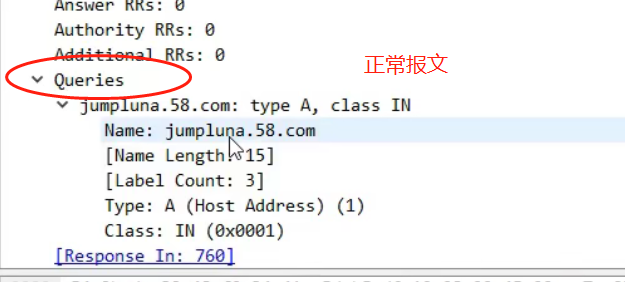 Answer RRs: 0
Authority RRs: 0
Additional RRs: 0
正常报文
Queries
jumpluna.58.com: type A, class IN
Name: jumpluna.58.com
[Name Length: 15]
[Label Count: 3]
Type: A (Host Address) (1)
Class: IN (0x0001)
[Response In: 760]